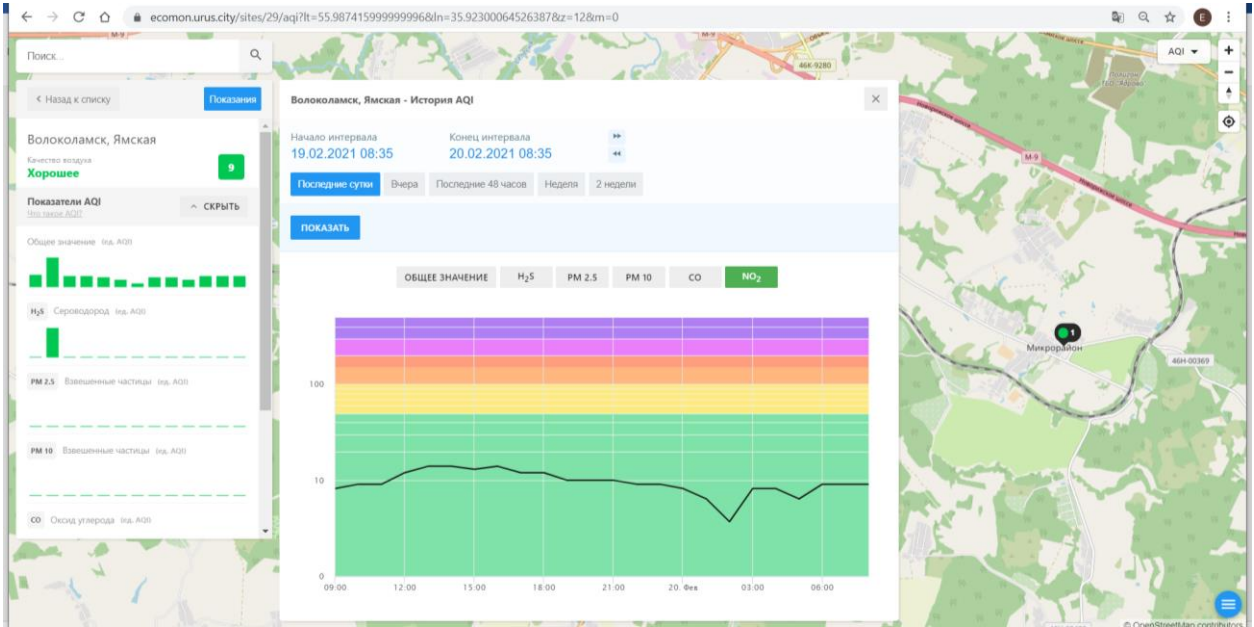 ecomon.urus.city/sites/29/aqi?lt=55.987415999999996&ln=35.92300064526387&z=12&m=0
E
Поиск...
М-9
М-9
46К-9280
AQI
Назад к списку
Показания
Волоколамск, Ямская
Качество воздуха
Хорошее
9
Показатели AQI
Что такое AQI?
СКРЫТЬ
Общее значение (ед. AQI)
H₂S Сероводород (ед. AQI)
PM 2.5 Взвешенные частицы (ед. AQI)
PM 10 Взвешенные частицы (ед. AQI)
CO Оксид углерода (ед. AQI)
Волоколамск, Ямская - История AQI
Начало интервала
Конец интервала
19.02.2021 08:35
20.02.2021 08:35
Последние сутки
Вчера
Последние 48 часов
Неделя
2 недели
ПОКАЗАТЬ
ОБЩЕЕ ЗНАЧЕНИЕ
H₂S
PM 2.5
PM 10
CO
NO₂
100
10
0
09:00
12:00
15:00
18:00
21:00
20. Фев
03:00
06:00
М-9
Новорижское шоссе
1
Микрорайон
46Н-00369
© OpenStreetMap contributors